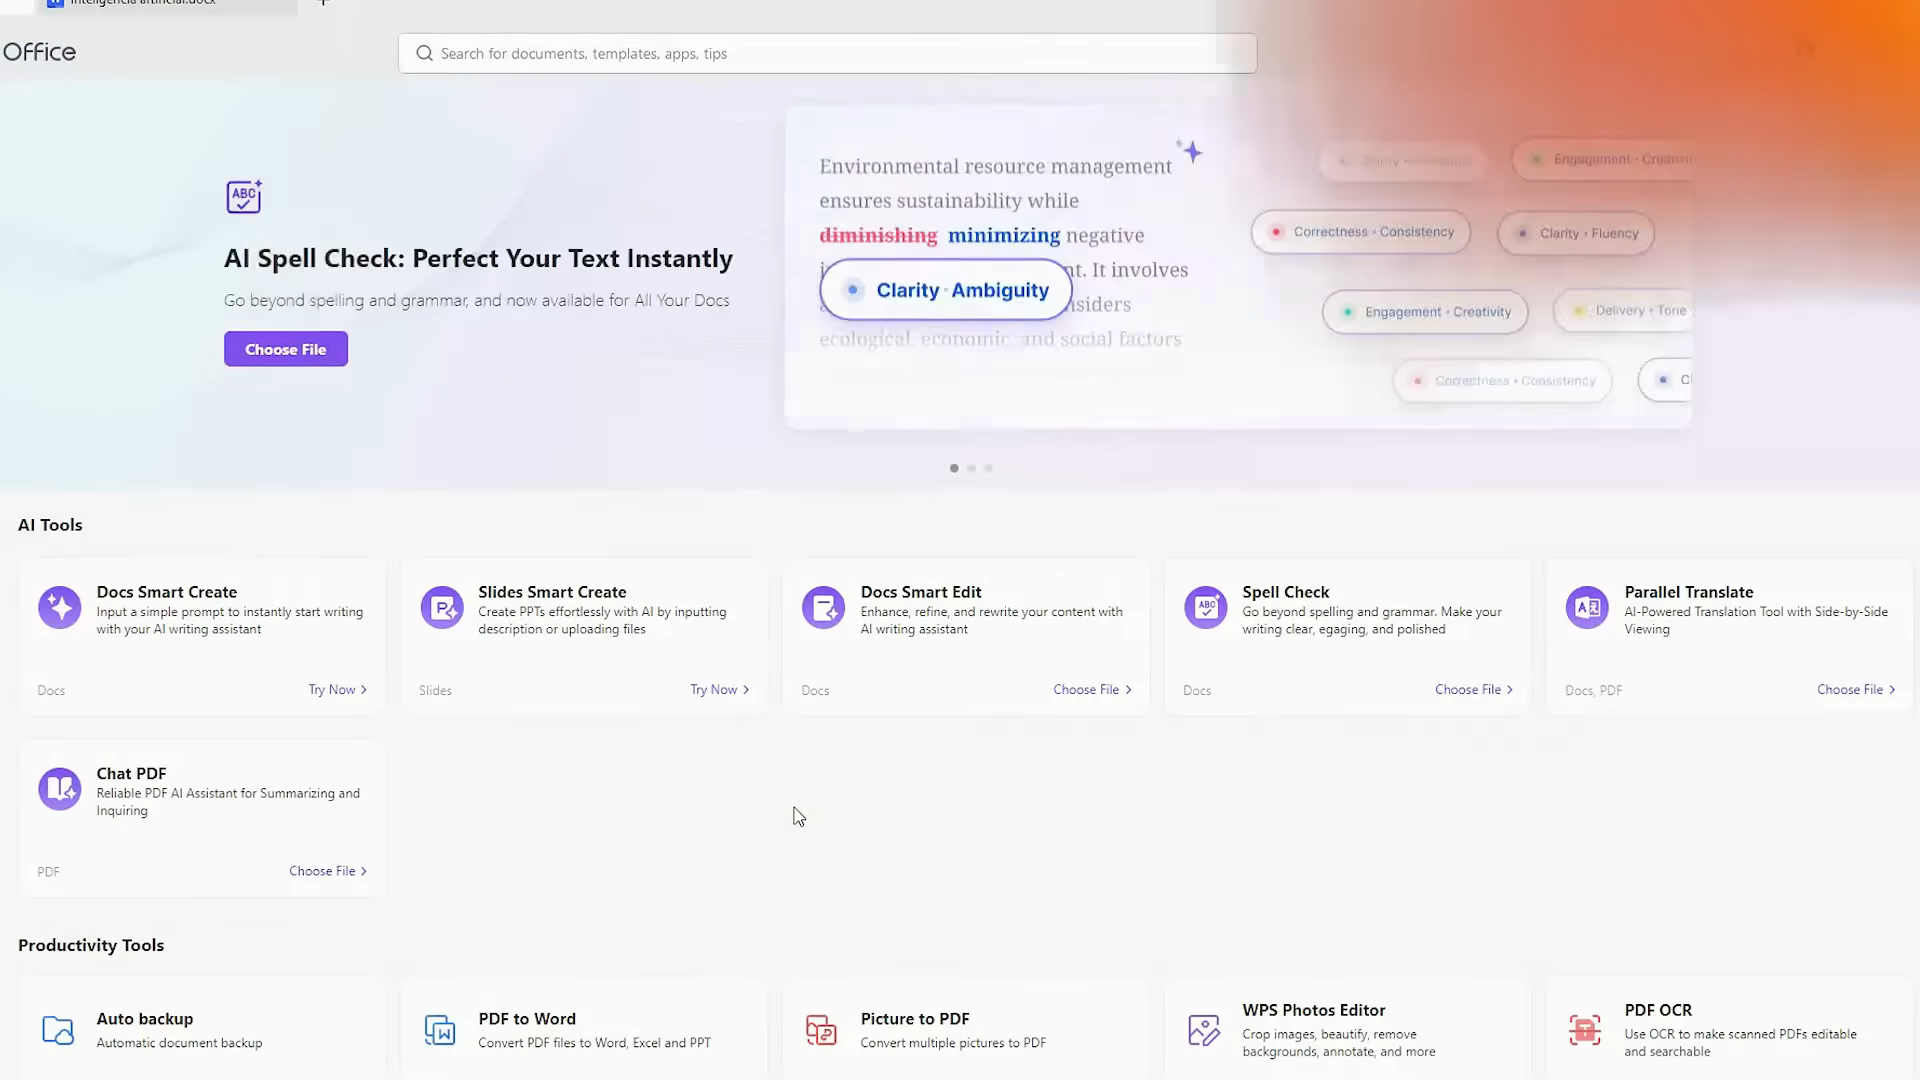 inteligencia artificial.docx
Office
Search for documents, templates, apps, tips
ABC
AI Spell Check: Perfect Your Text Instantly
Go beyond spelling and grammar, and now available for All Your Docs
Choose File
Environmental resource management
ensures sustainability while
diminishing minimizing negative
nt. It involves
Clarity · Ambiguity
nsiders
ecological, economic, and social factors
Engagement · Creativity
Correctness · Consistency
Clarity · Fluency
Engagement · Creativity
Delivery · Tone
Correctness · Consistency
AI Tools
Docs Smart Create
Input a simple prompt to instantly start writing
with your AI writing assistant
Docs
Try Now >
Slides Smart Create
Create PPTs effortlessly with AI by inputting
description or uploading files
Slides
Try Now >
Docs Smart Edit
Enhance, refine, and rewrite your content with
AI writing assistant
Docs
Choose File >
ABC
Spell Check
Go beyond spelling and grammar. Make your
writing clear, egaging, and polished
Docs
Choose File >
Parallel Translate
AI-Powered Translation Tool with Side-by-Side
Viewing
Docs, PDF
Choose File >
Chat PDF
Reliable PDF AI Assistant for Summarizing and
Inquiring
PDF
Choose File >
Productivity Tools
Auto backup
Automatic document backup
PDF to Word
Convert PDF files to Word, Excel and PPT
Picture to PDF
Convert multiple pictures to PDF
WPS Photos Editor
Crop images, beautify, remove
backgrounds, annotate, and more
PDF OCR
Use OCR to make scanned PDFs editable
and searchable